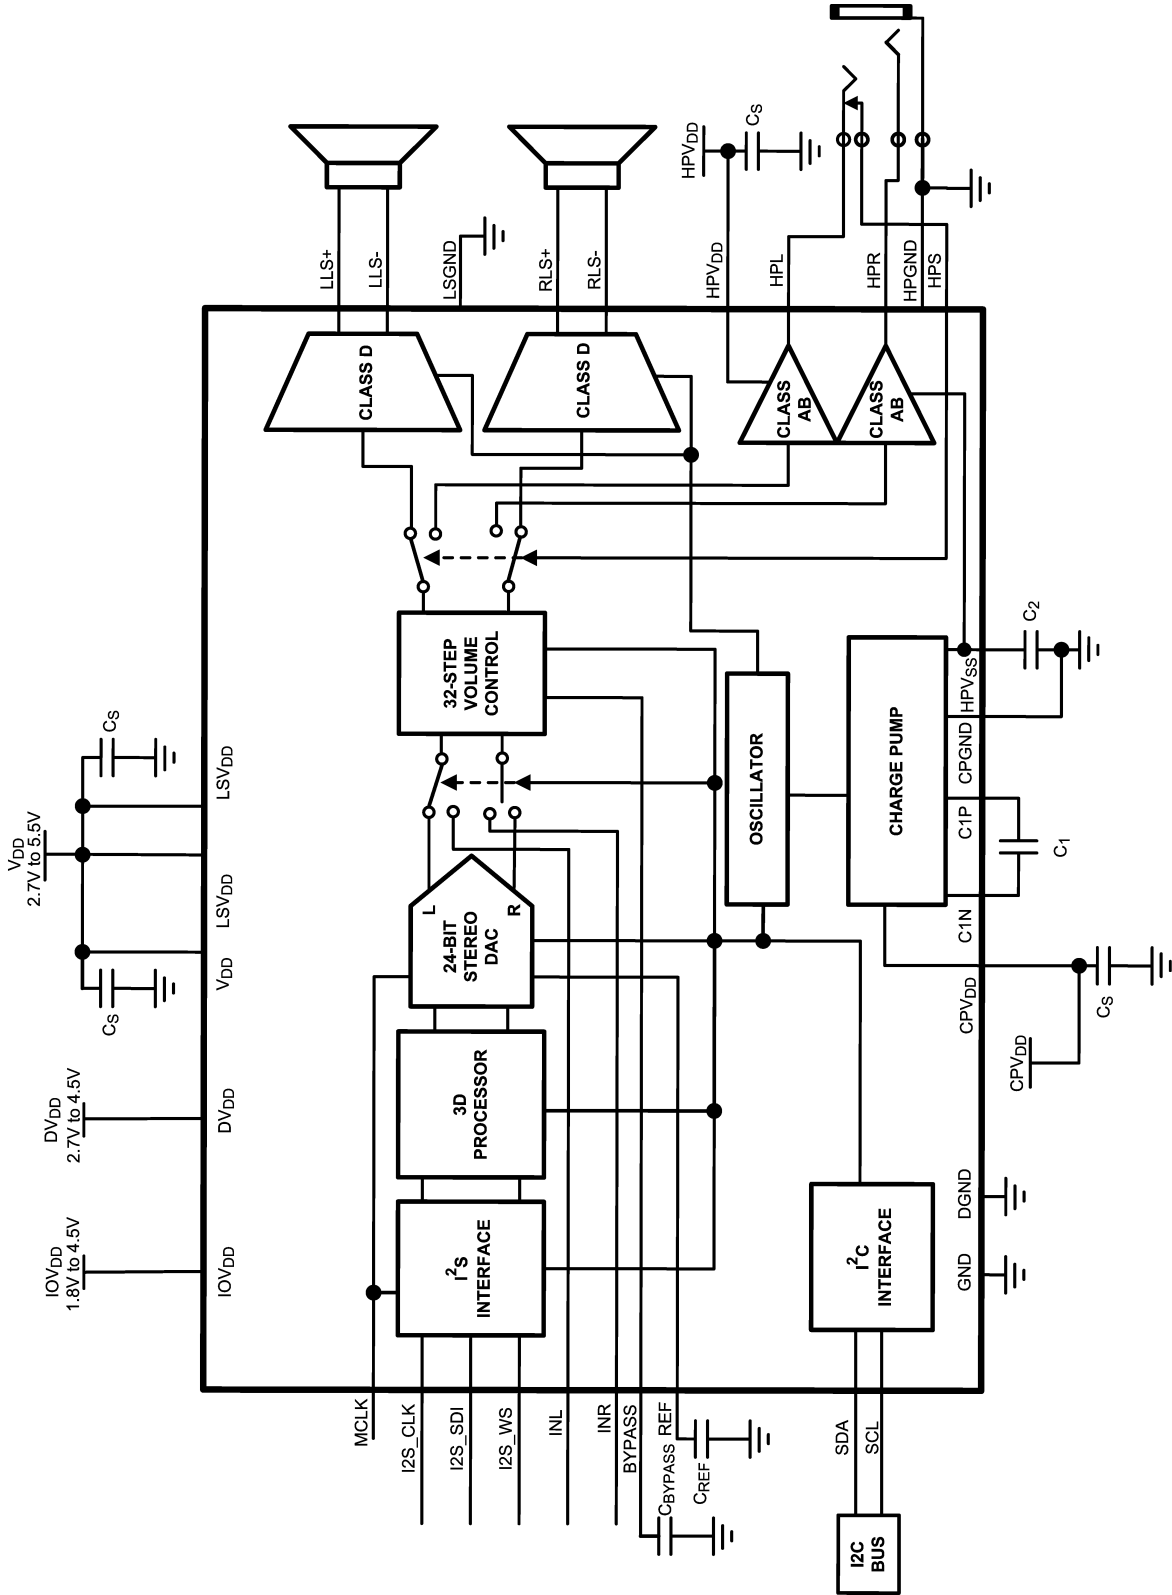 IOVDD
1.8V to 4.5V
DVDD
2.7V to 4.5V
VDD
2.7V to 5.5V
CS
CS
IOVDD
DVDD
VDD
LSVDD
LSVDD
MCLK
I2S_CLK
I2S_SDI
I2S_WS
INL
INR
BYPASS
REF
CBYPASS
CREF
I2S
INTERFACE
3D
PROCESSOR
24-BIT
STEREO
DAC
L
R
32-STEP
VOLUME
CONTROL
CLASS D
CLASS D
LLS+
LLS-
LSGND
RLS+
RLS-
OSCILLATOR
CLASS
AB
CLASS
AB
HPVDD
HPVDD
CS
HPL
HPR
HPGND
HPS
CHARGE PUMP
I2C
INTERFACE
SDA
SCL
I2C
BUS
GND
DGND
CPVDD
C1N
C1P
CPGND
HPVSS
CPVDD
CS
C1
C2